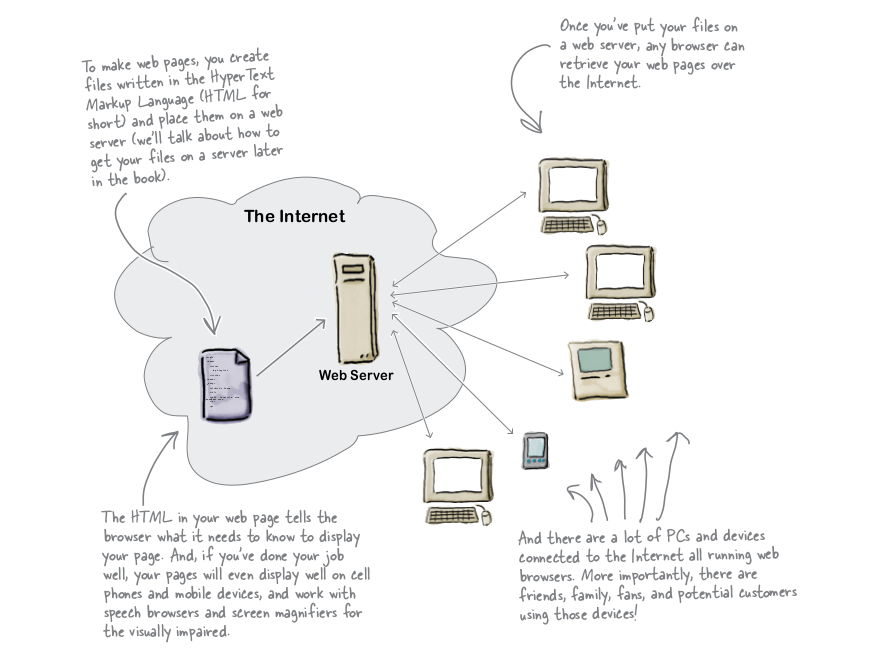 To make web pages, you create
files written in the HyperText
Markup Language (HTML for
short) and place them on a web
server (we'll talk about how to
get your files on a server later
in the book).
Once you've put your files on
a web server, any browser can
retrieve your web pages over
the Internet.
The Internet
Web Server
The HTML in your web page tells the
browser what it needs to know to display
your page. And, if you've done your job
well, your pages will even display well on cell
phones and mobile devices, and work with
speech browsers and screen magnifiers for
the visually impaired.
And there are a lot of PCs and devices
connected to the Internet all running web
browsers. More importantly, there are
friends, family, fans, and potential customers
using those devices!